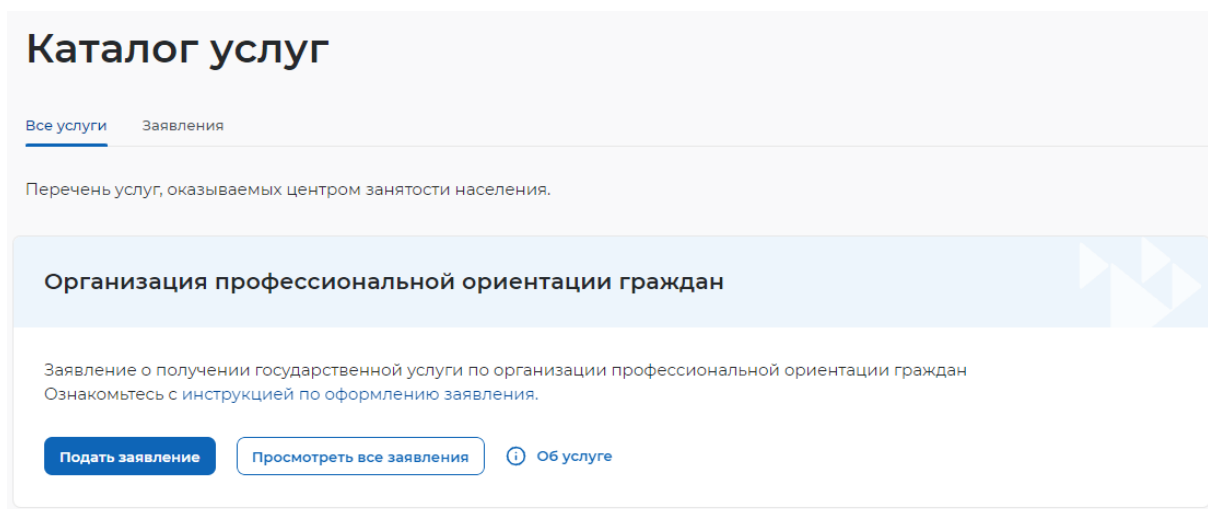 Каталог услуг
Все услуги Заявления
Перечень услуг, оказываемых центром занятости населения.
Организация профессиональной ориентации граждан
Заявление о получении государственной услуги по организации профессиональной ориентации граждан
Ознакомьтесь с инструкцией по оформлению заявления.
Подать заявление Просмотреть все заявления Об услуге